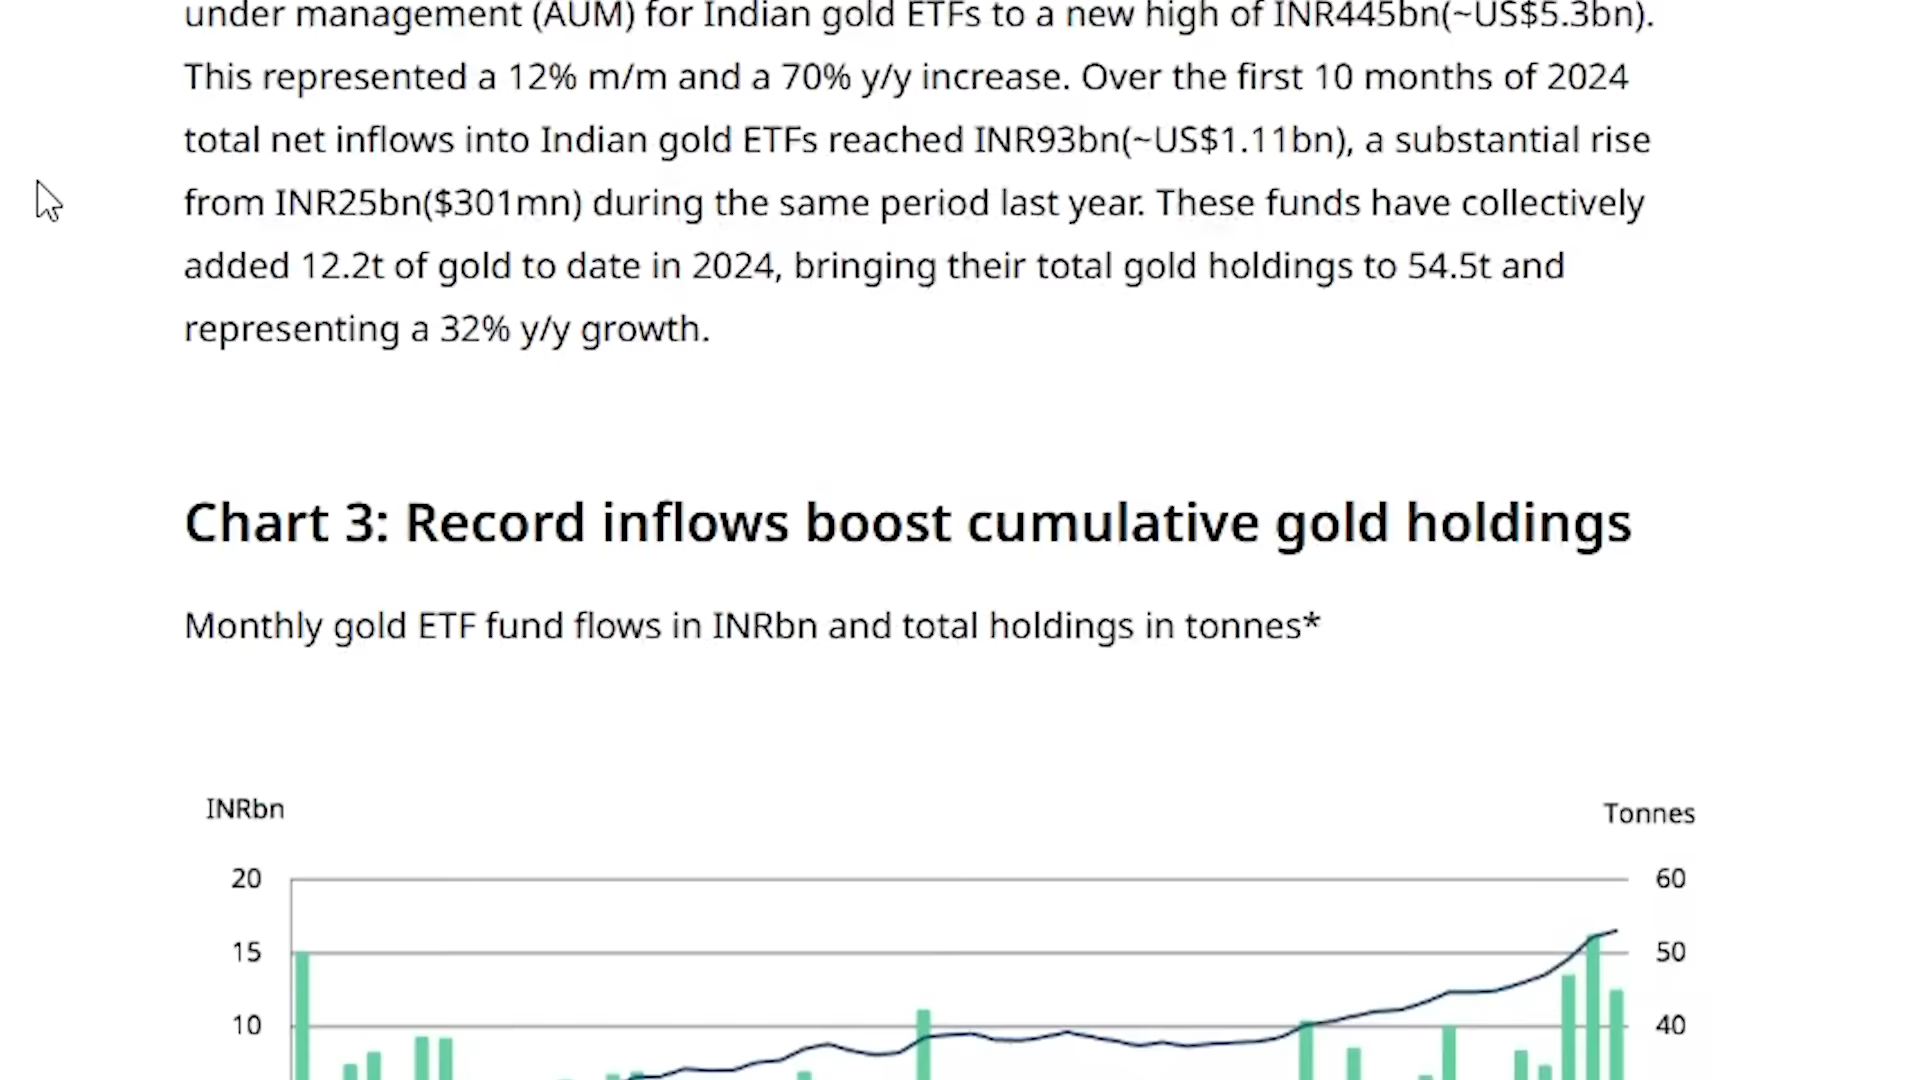 under management (AUM) for Indian gold ETFs to a new high of INR445bn(~US$5.3bn).
This represented a 12% m/m and a 70% y/y increase. Over the first 10 months of 2024
total net inflows into Indian gold ETFs reached INR93bn(~US$1.11bn), a substantial rise
from INR25bn($301mn) during the same period last year. These funds have collectively
added 12.2t of gold to date in 2024, bringing their total gold holdings to 54.5t and
representing a 32% y/y growth.
Chart 3: Record inflows boost cumulative gold holdings
Monthly gold ETF fund flows in INRbn and total holdings in tonnes*
INRbn
Tonnes
20
60
15
50
10
40